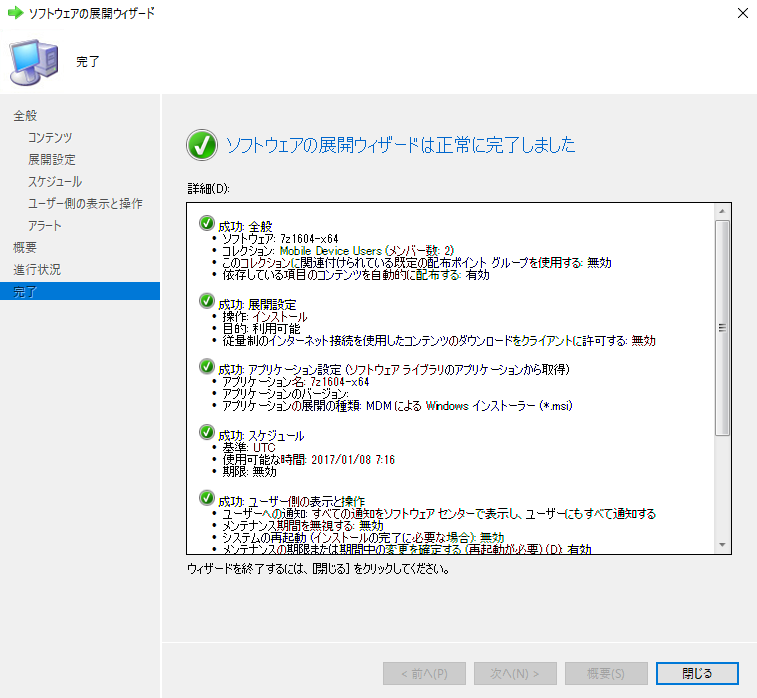 ソフトウェアの展開ウィザード
完了
全般
コンテンツ
展開設定
スケジュール
ユーザー側の表示と操作
アラート
概要
進行状況
完了
ソフトウェアの展開ウィザードは正常に完了しました
詳細(D):
成功: 全般
• ソフトウェア: 7z1604-x64
• コレクション: Mobile Device Users (メンバー数: 2)
• このコレクションに関連付けられている既定の配布ポイント グループを使用する: 無効
• 依存している項目のコンテンツを自動的に配布する: 有効
成功: 展開設定
• 操作: インストール
• 目的: 利用可能
• 従量制のインターネット接続を使用したコンテンツのダウンロードをクライアントに許可する: 無効
成功: アプリケーション設定 (ソフトウェア ライブラリのアプリケーションから取得)
• アプリケーション名: 7z1604-x64
• アプリケーションのバージョン:
• アプリケーションの展開の種類: MDM による Windows インストーラー (*.msi)
成功: スケジュール
• 基準: UTC
• 使用可能な時間: 2017/01/08 7:16
• 期限: 無効
成功: ユーザー側の表示と操作
• ユーザーへの通知: すべての通知をソフトウェア センターで表示し、ユーザーにもすべて通知する
• メンテナンス期間を無視する: 無効
• システムの再起動 (インストールの完了に必要な場合): 無効
• メンテナンスの期限または期間中の変更を確定する (再起動が必要) (D): 有効
ウィザードを終了するには、[閉じる] をクリックしてください。
< 前へ(P)
次へ(N) >
概要(S)
閉じる